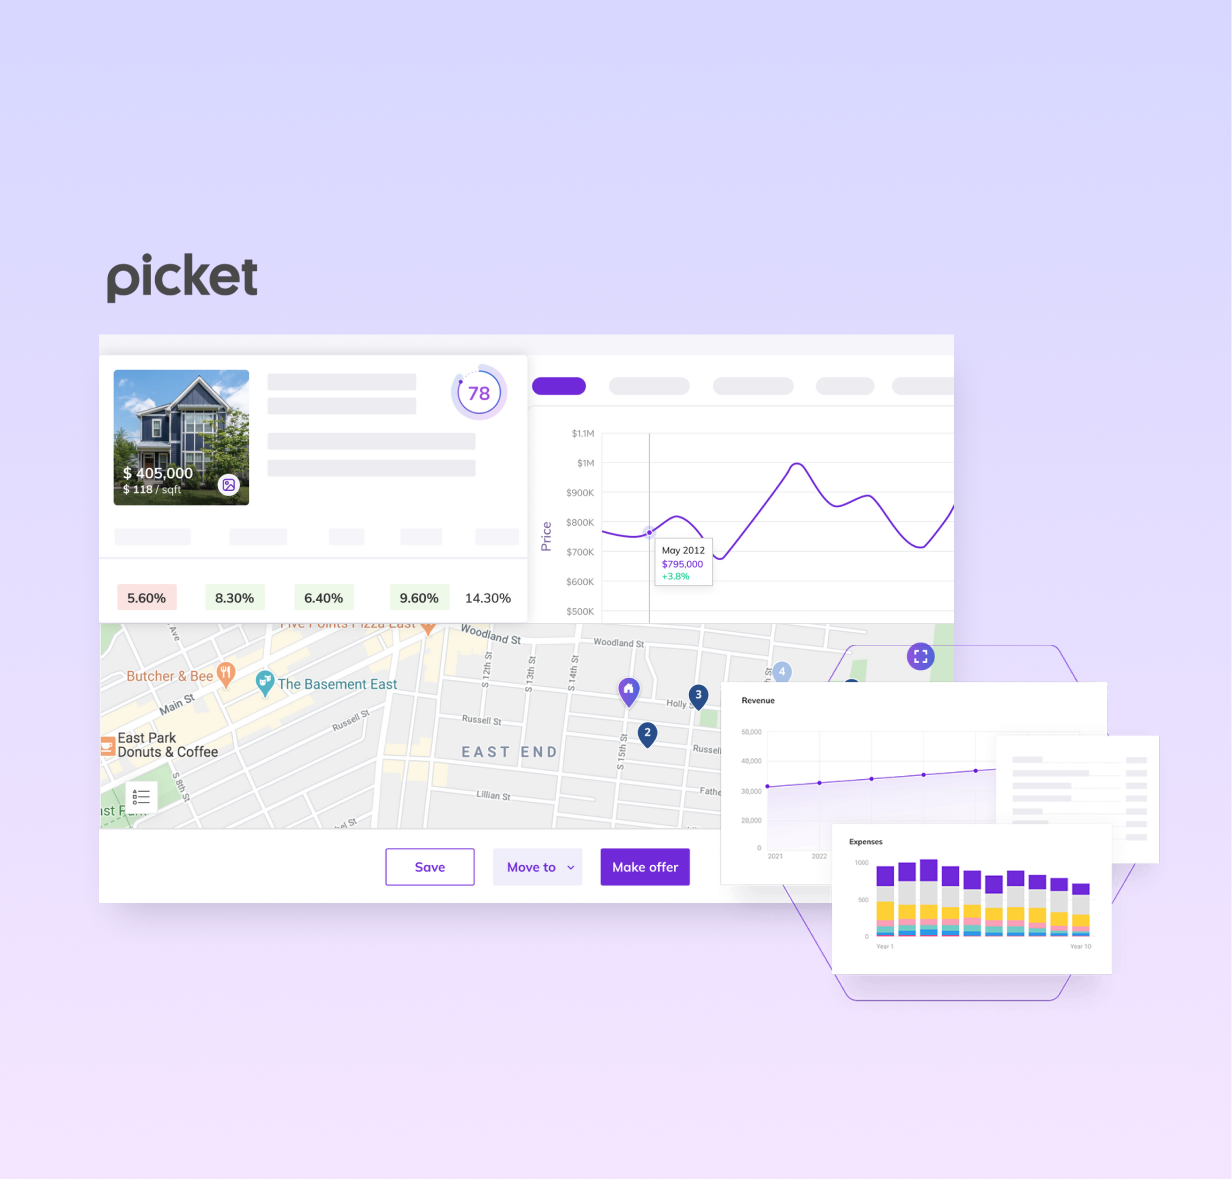 picket
$ 405,000
$ 118 / sqft
78
5.60%
8.30%
6.40%
9.60%
14.30%
Price
$1.1M
$1M
$900K
$800K
$700K
$600K
$500K
May 2012
$795,000
+3.8%
Five Points Pizza East
Woodland St
Woodland St
Butcher & Bee
The Basement East
Main St
Russell St
East Park
Donuts & Coffee
S 8th St
S 12th St
S 13th St
S 14th St
S 15th St
Holly
Russell St
Russell
EAST END
Lillian St
Fathe
Ave
4
3
2
Save
Move to
Make offer
Revenue
50,000
40,000
30,000
20,000
0
2021
2022
Expenses
1000
500
0
Year 1
Year 10